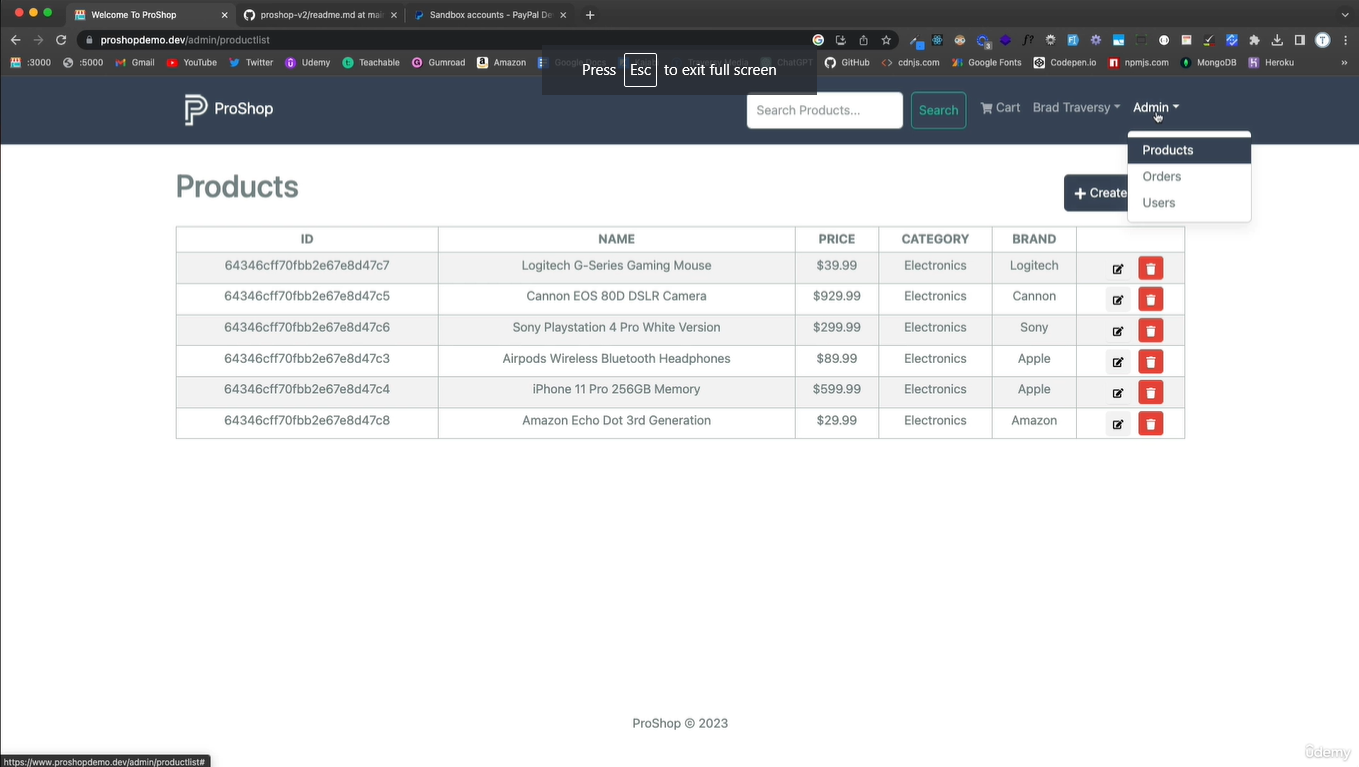 Welcome To ProShop
proshop-v2/readme.md at mai
Sandbox accounts - PayPal De
proshopdemo.dev/admin/productlist
:3000 :5000 Gmail YouTube Twitter Udemy Teachable Gumroad Amazon Google Docs ChatGPT GitHub cdnjs.com Google Fonts Codepen.io npmjs.com MongoDB Heroku »
Press Esc to exit full screen
ProShop
Search Products...
Search
Cart
Brad Traversy
Admin
Products
Orders
Users
Products
+ Create
ID NAME PRICE CATEGORY BRAND
64346cff70fbb2e67e8d47c7 Logitech G-Series Gaming Mouse $39.99 Electronics Logitech
64346cff70fbb2e67e8d47c5 Cannon EOS 80D DSLR Camera $929.99 Electronics Cannon
64346cff70fbb2e67e8d47c6 Sony Playstation 4 Pro White Version $299.99 Electronics Sony
64346cff70fbb2e67e8d47c3 Airpods Wireless Bluetooth Headphones $89.99 Electronics Apple
64346cff70fbb2e67e8d47c4 iPhone 11 Pro 256GB Memory $599.99 Electronics Apple
64346cff70fbb2e67e8d47c8 Amazon Echo Dot 3rd Generation $29.99 Electronics Amazon
ProShop © 2023
https://www.proshopdemo.dev/admin/productlist#
ûdemy